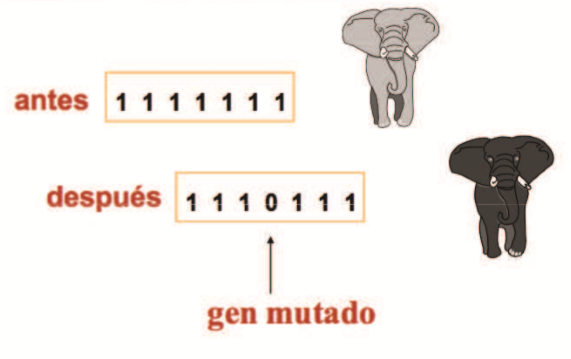 antes 1 1 1 1 1 1 1
después 1 1 1 0 1 1 1
gen mutado